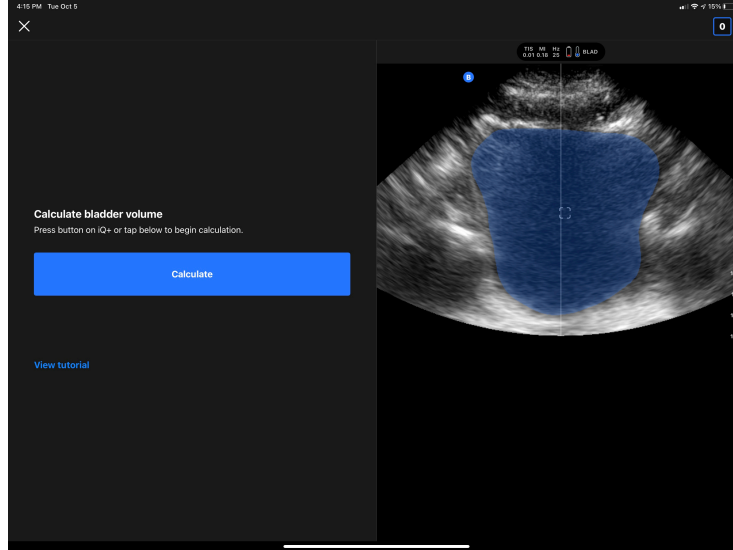 4:15 PM Tue Oct 5
15%
0
TIS MI Hz
0.01 0.18 25 BLAD
B
Calculate bladder volume
Press button on iQ+ or tap below to begin calculation.
Calculate
View tutorial